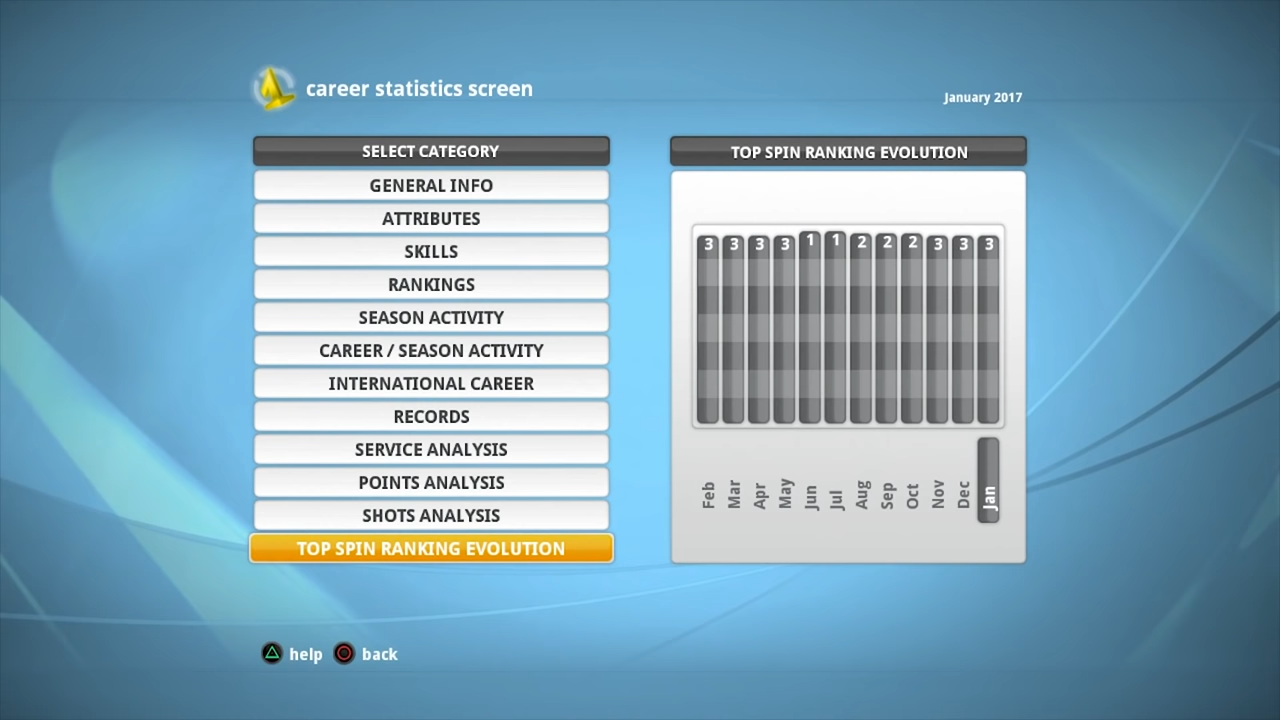 career statistics screen
January 2017
SELECT CATEGORY
GENERAL INFO
ATTRIBUTES
SKILLS
RANKINGS
SEASON ACTIVITY
CAREER / SEASON ACTIVITY
INTERNATIONAL CAREER
RECORDS
SERVICE ANALYSIS
POINTS ANALYSIS
SHOTS ANALYSIS
TOP SPIN RANKING EVOLUTION
TOP SPIN RANKING EVOLUTION
3 3 3 3 1 1 2 2 2 3 3 3
Feb Mar Apr May Jun Jul Aug Sep Oct Nov Dec Jan
help back